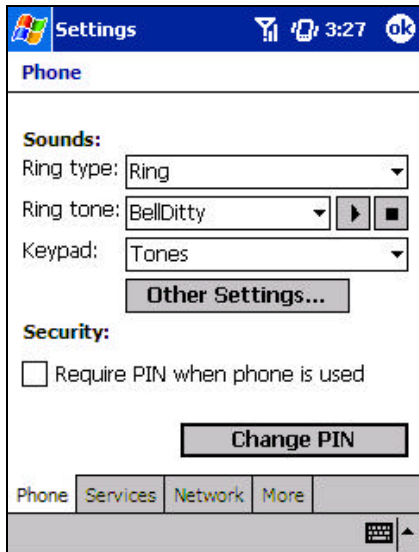 Settings 3:27 ok
Phone
Sounds:
Ring type: Ring
Ring tone: BellDitty
Keypad: Tones
Other Settings...
Security:
Require PIN when phone is used
Change PIN
Phone Services Network More